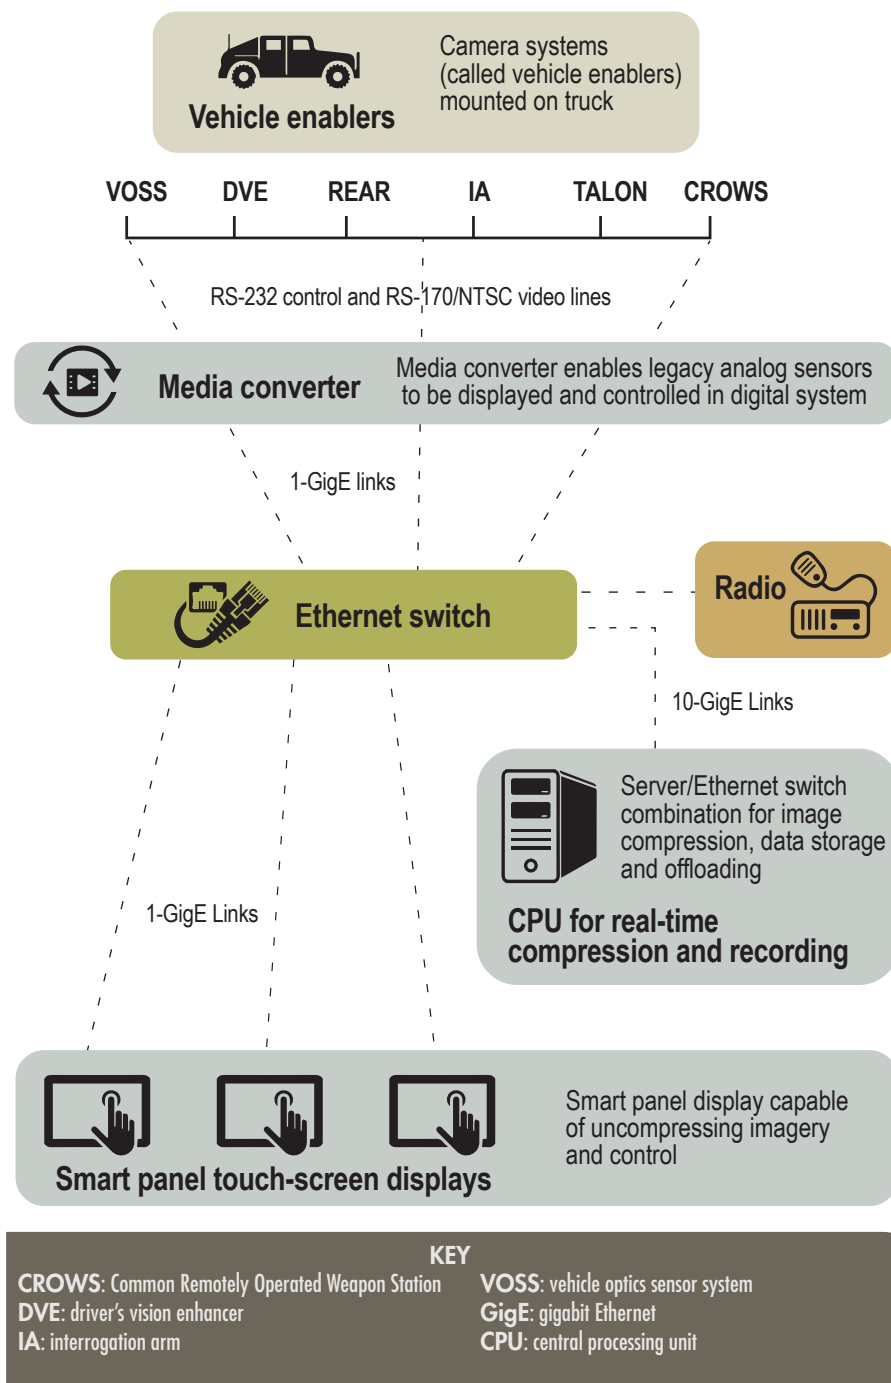 Vehicle enablers
Camera systems
(called vehicle enablers)
mounted on truck
VOSS DVE REAR IA TALON CROWS
RS-232 control and RS-170/NTSC video lines
Media converter
Media converter enables legacy analog sensors
to be displayed and controlled in digital system
1-GigE links
Ethernet switch
Radio
10-GigE Links
Server/Ethernet switch
combination for image
compression, data storage
and offloading
CPU for real-time
compression and recording
1-GigE Links
Smart panel touch-screen displays
Smart panel display capable
of uncompressing imagery
and control
KEY
CROWS: Common Remotely Operated Weapon Station
DVE: driver’s vision enhancer
IA: interrogation arm
VOSS: vehicle optics sensor system
GigE: gigabit Ethernet
CPU: central processing unit